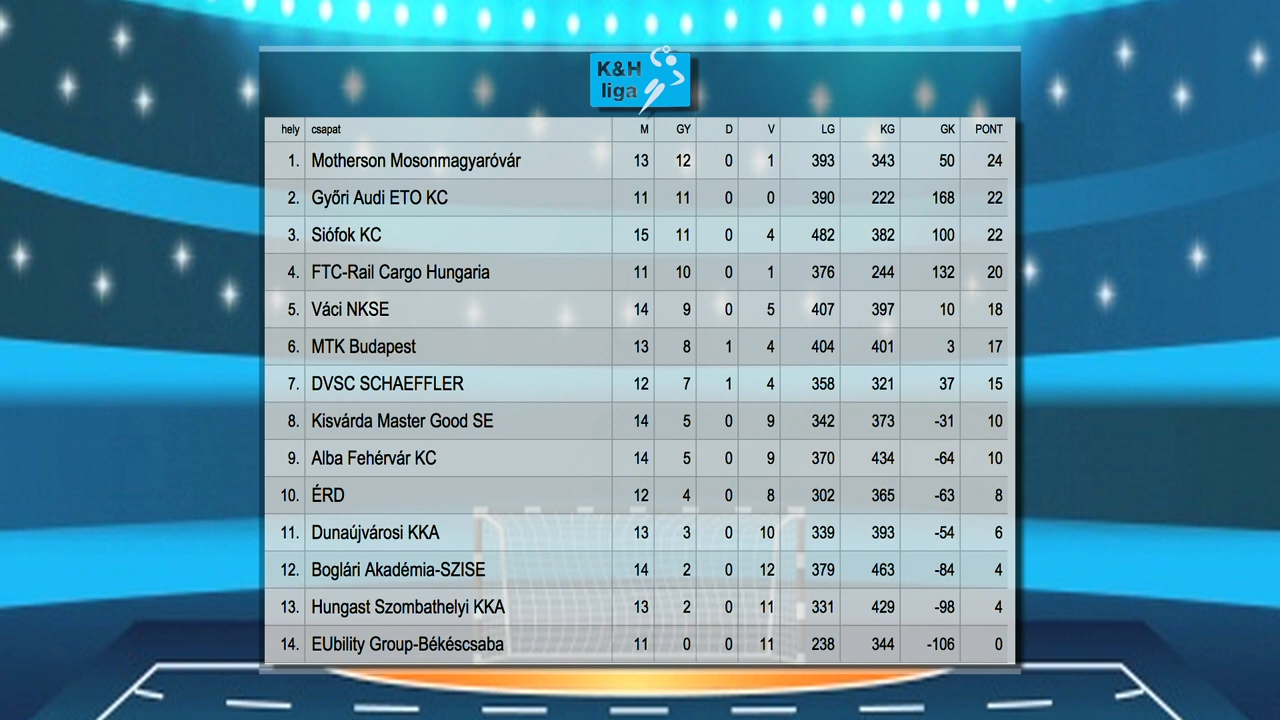 K&H
liga
hely csapat M GY D V LG KG GK PONT
1. Motherson Mosonmagyaróvár 13 12 0 1 393 343 50 24
2. Győri Audi ETO KC 11 11 0 0 390 222 168 22
3. Siófok KC 15 11 0 4 482 382 100 22
4. FTC-Rail Cargo Hungaria 11 10 0 1 376 244 132 20
5. Váci NKSE 14 9 0 5 407 397 10 18
6. MTK Budapest 13 8 1 4 404 401 3 17
7. DVSC SCHAEFFLER 12 7 1 4 358 321 37 15
8. Kisvárda Master Good SE 14 5 0 9 342 373 -31 10
9. Alba Fehérvár KC 14 5 0 9 370 434 -64 10
10. ÉRD 12 4 0 8 302 365 -63 8
11. Dunaújvárosi KKA 13 3 0 10 339 393 -54 6
12. Boglári Akadémia-SZISE 14 2 0 12 379 463 -84 4
13. Hungast Szombathelyi KKA 13 2 0 11 331 429 -98 4
14. EUbility Group-Békéscsaba 11 0 0 11 238 344 -106 0